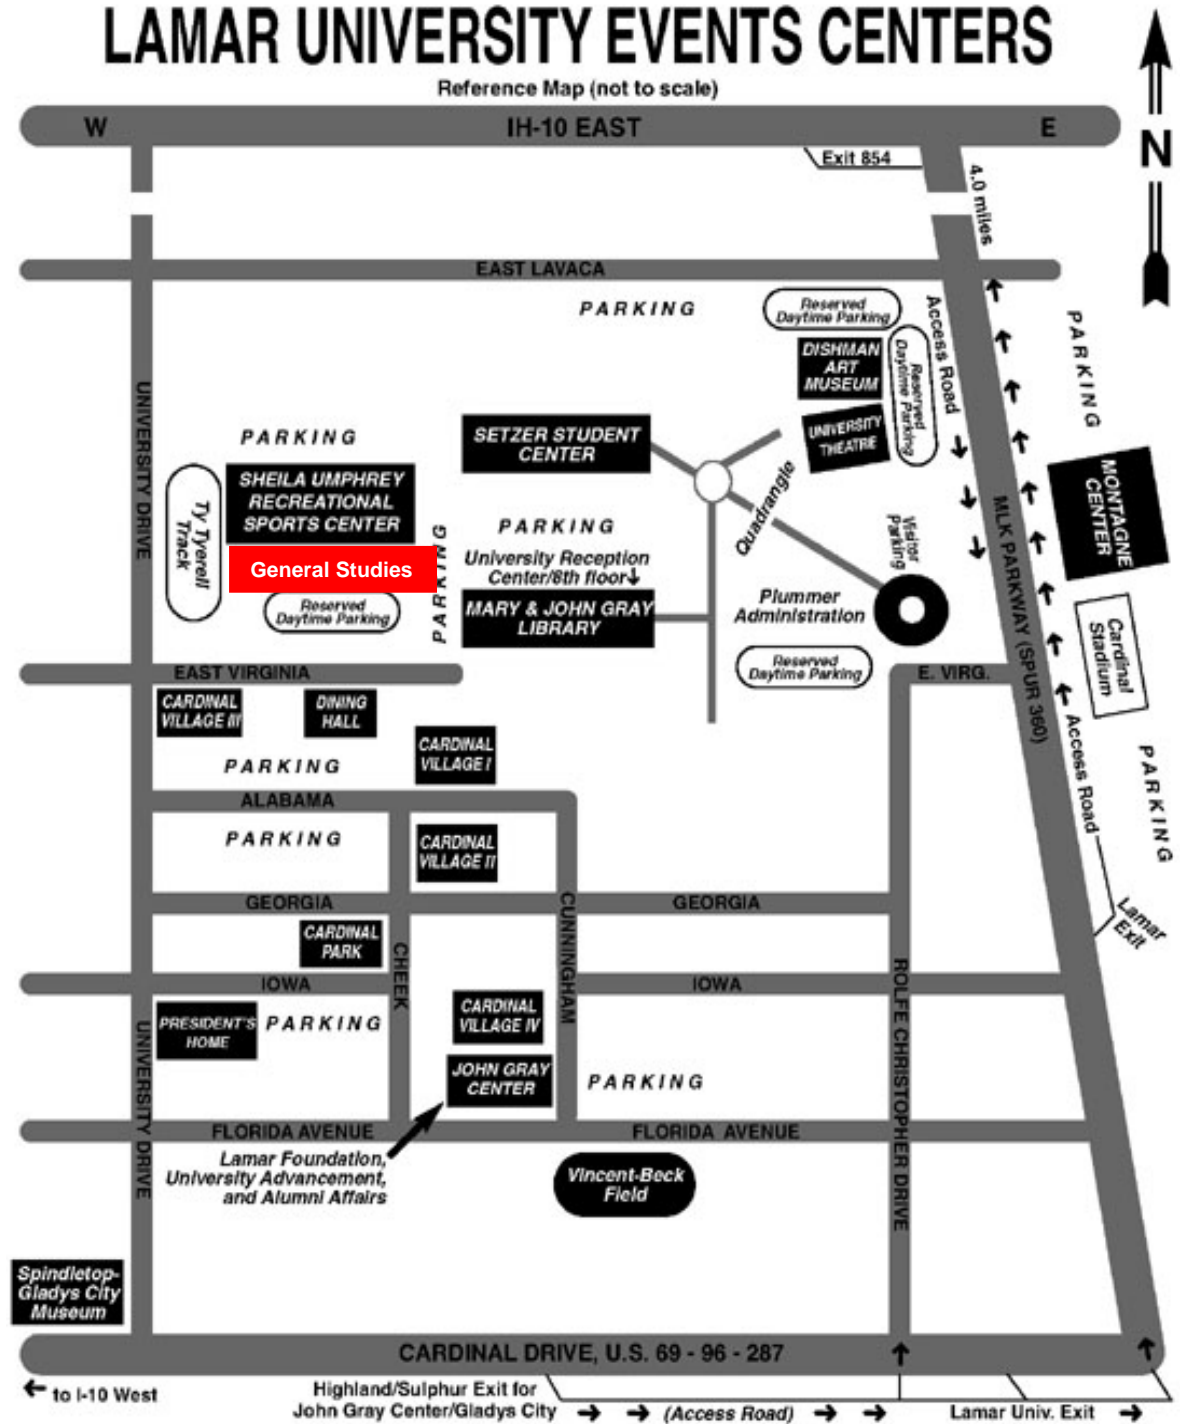 LAMAR UNIVERSITY EVENTS CENTERS
Reference Map (not to scale)
W
IH-10 EAST
E
N
Exit 854
4.0 miles
EAST LAVACA
PARKING
Reserved
Daytime Parking
Access Road
PARKING
DISHMAN
ART
MUSEUM
Reserved
Daytime Parking
UNIVERSITY DRIVE
PARKING
SETZER STUDENT
CENTER
UNIVERSITY
THEATRE
SHEILA UMPHREY
RECREATIONAL
SPORTS CENTER
Ty Tyerell
Track
Quadrangle
MONTAGNE
CENTER
PARKING
PARKING
Visitor
Parking
MLK PARKWAY (SPUR 360)
General Studies
University Reception
Center/8th floor↓
Reserved
Daytime Parking
MARY & JOHN GRAY
LIBRARY
Plummer
Administration
Cardinal
Stadium
Reserved
Daytime Parking
EAST VIRGINIA
E. VIRG.
CARDINAL
VILLAGE III
DINING
HALL
CARDINAL
VILLAGE I
Access Road
PARKING
PARKING
ALABAMA
PARKING
CARDINAL
VILLAGE II
GEORGIA
GEORGIA
CUNNINGHAM
Lamar
Exit
CARDINAL
PARK
CHEEK
IOWA
IOWA
ROLFE CHRISTOPHER DRIVE
PRESIDENT'S
HOME
PARKING
CARDINAL
VILLAGE IV
UNIVERSITY DRIVE
JOHN GRAY
CENTER
PARKING
FLORIDA AVENUE
FLORIDA AVENUE
Lamar Foundation,
University Advancement,
and Alumni Affairs
Vincent-Beck
Field
Spindletop-
Gladys City
Museum
CARDINAL DRIVE, U.S. 69 - 96 - 287
← to I-10 West
Highland/Sulphur Exit for
John Gray Center/Gladys City
→ → (Access Road) → →
Lamar Univ. Exit →